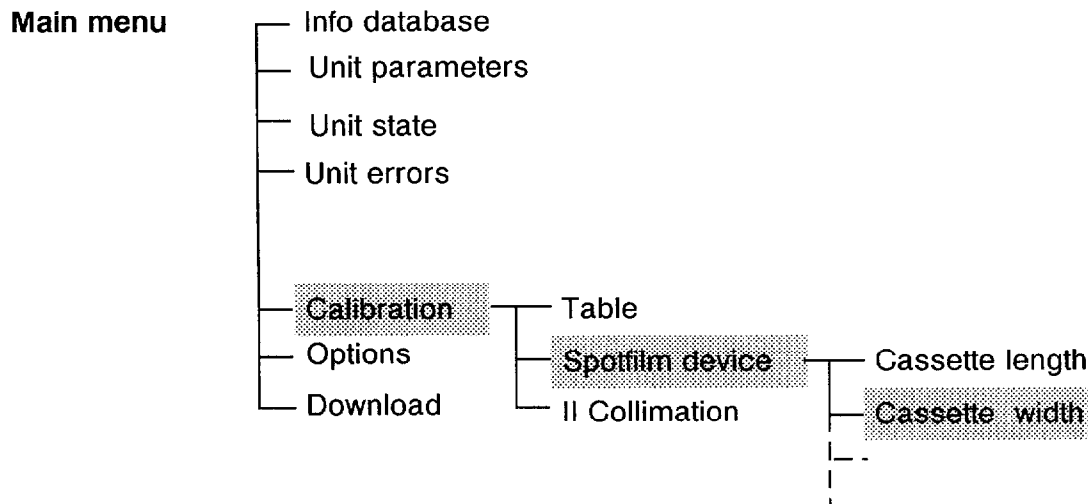 Main menu
Info database
Unit parameters
Unit state
Unit errors
Calibration
Table
Options
Spotfilm device
Cassette length
Download
II Collimation
Cassette width